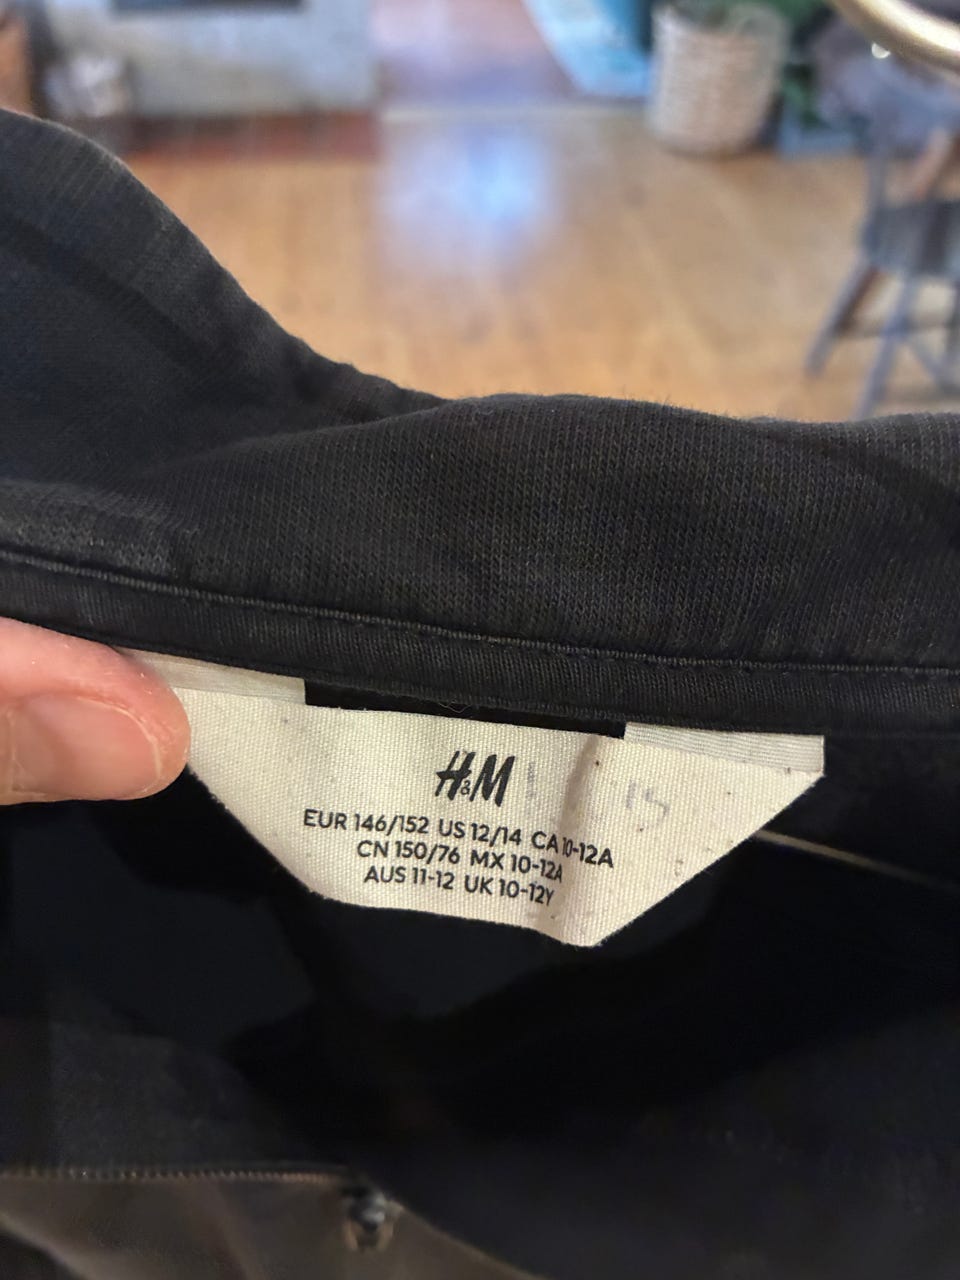 H&M
EUR 146/152 US 12/14 CA 10-12A
CN 150/76 MX 10-12A
AUS 11-12 UK 10-12Y